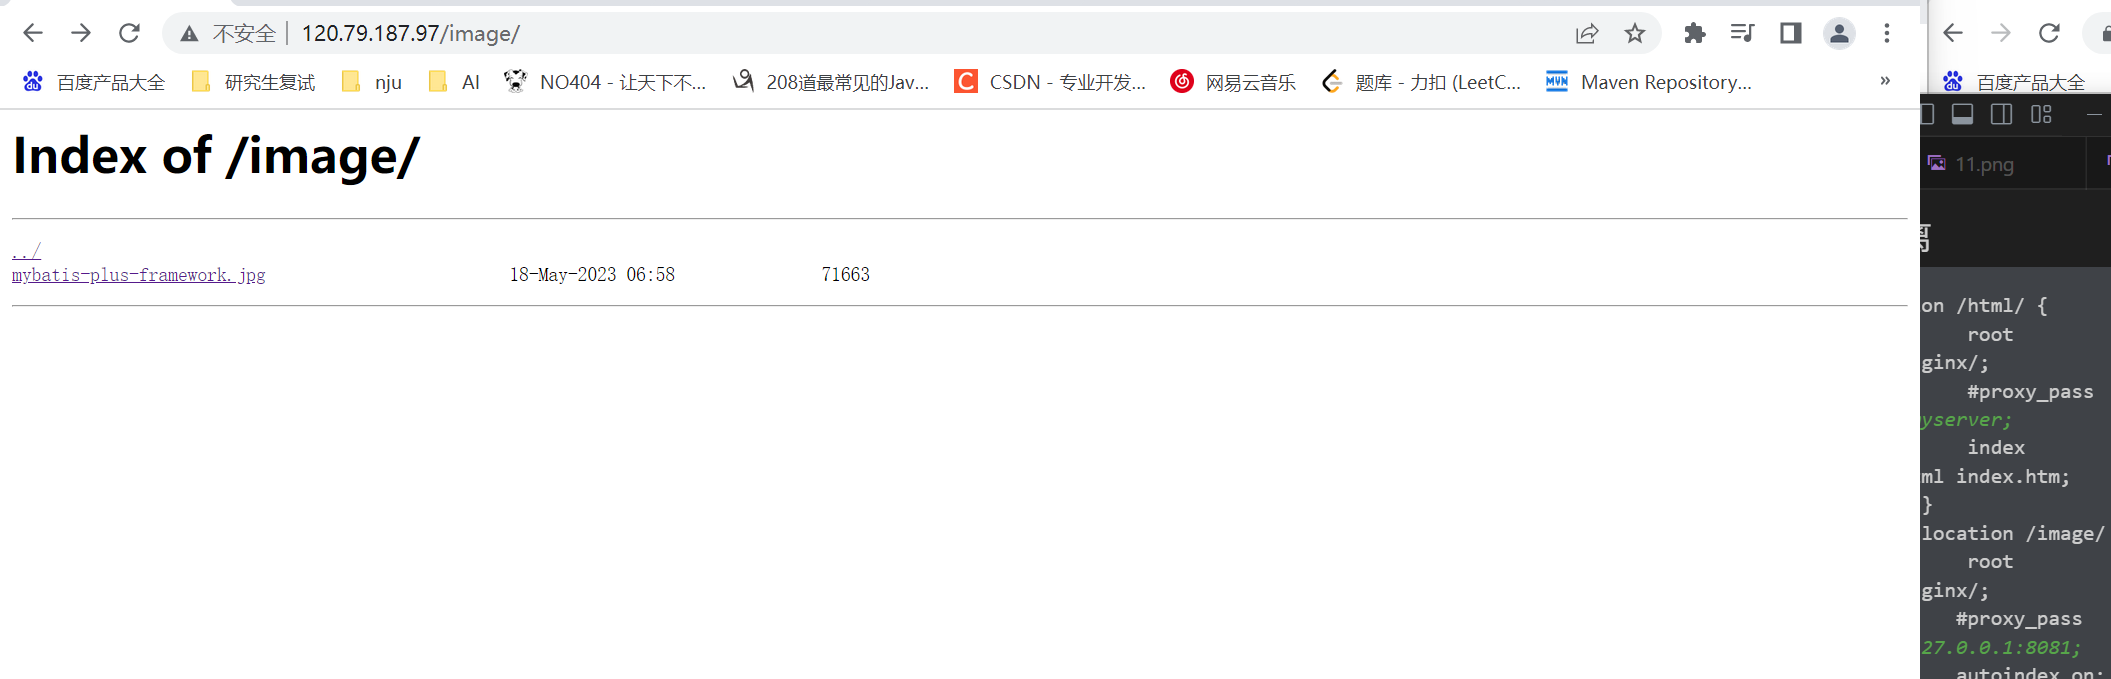 不安全 | 120.79.187.97/image/
百度产品大全 研究生复试 nju AI NO404 - 让天下不... 208道最常见的Jav... CSDN - 专业开发... 网易云音乐 题库 - 力扣 (LeetC... Maven Repository... »
Index of /image/
../
mybatis-plus-framework.jpg 18-May-2023 06:58 71663
百度产品大全
11.png
on /html/ {
root
ginx/;
#proxy_pass
yserver;
index
ml index.htm;
}
location /image/
root
ginx/;
#proxy_pass
27.0.0.1:8081;
autoindex on;